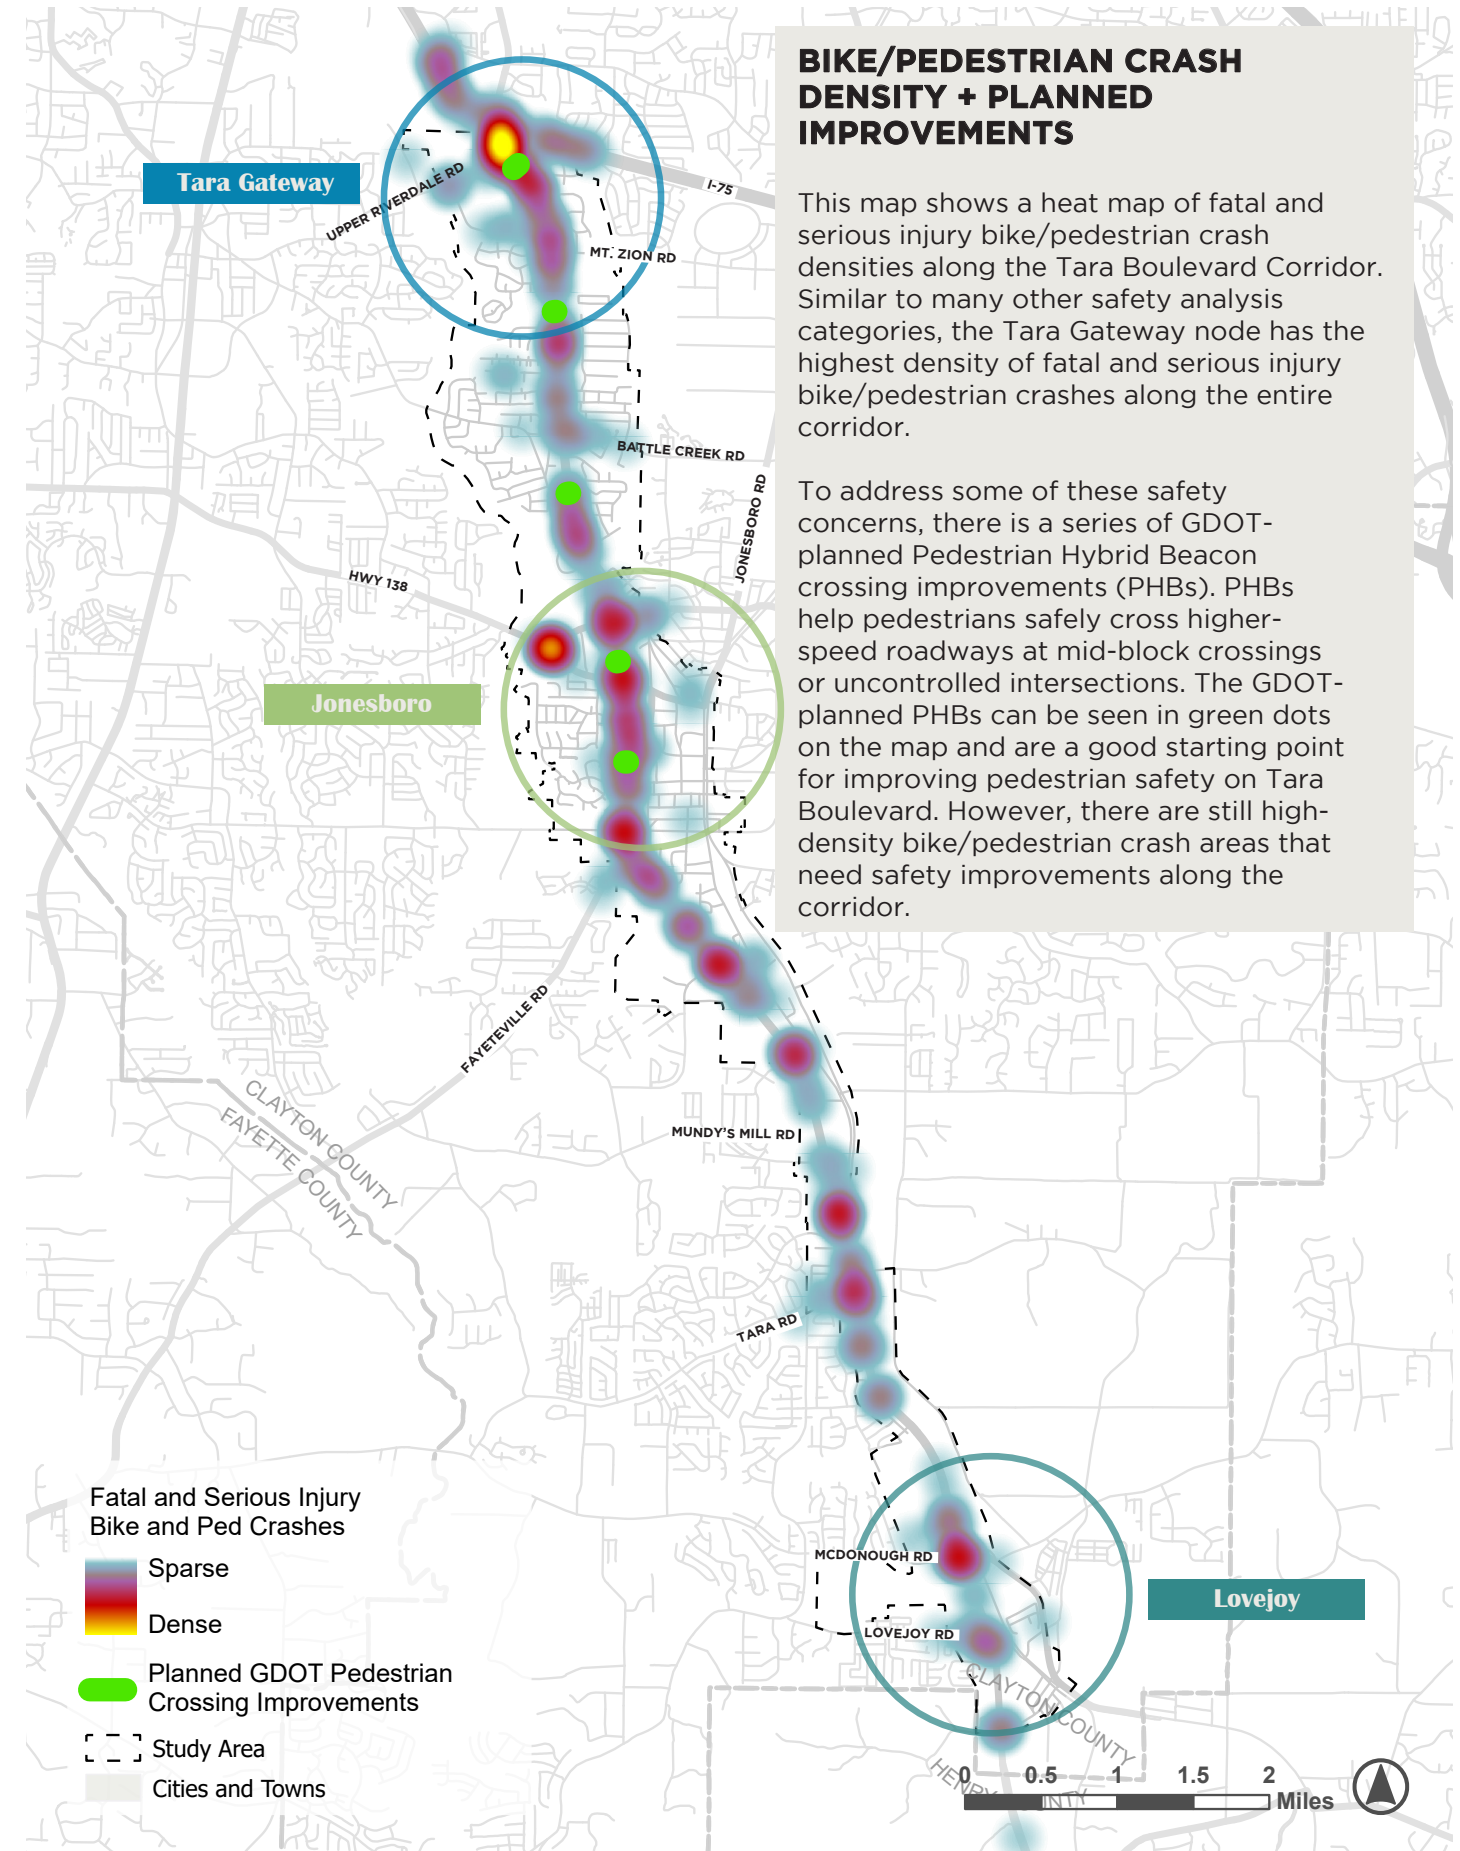 BIKE/PEDESTRIAN CRASH
DENSITY + PLANNED
IMPROVEMENTS
This map shows a heat map of fatal and
serious injury bike/pedestrian crash
densities along the Tara Boulevard Corridor.
Similar to many other safety analysis
categories, the Tara Gateway node has the
highest density of fatal and serious injury
bike/pedestrian crashes along the entire
corridor.
To address some of these safety
concerns, there is a series of GDOT-
planned Pedestrian Hybrid Beacon
crossing improvements (PHBs). PHBs
help pedestrians safely cross higher-
speed roadways at mid-block crossings
or uncontrolled intersections. The GDOT-
planned PHBs can be seen in green dots
on the map and are a good starting point
for improving pedestrian safety on Tara
Boulevard. However, there are still high-
density bike/pedestrian crash areas that
need safety improvements along the
corridor.
Tara Gateway
UPPER RIVERDALE RD
I-75
MT. ZION RD
BATTLE CREEK RD
JONESBORO RD
HWY 138
Jonesboro
FAYETEVILLE RD
CLAYTON COUNTY
FAYETTE COUNTY
MUNDY'S MILL RD
TARA RD
MCDONOUGH RD
LOVEJOY RD
Lovejoy
CLAYTON COUNTY
HENRY COUNTY
Fatal and Serious Injury
Bike and Ped Crashes
Sparse
Dense
Planned GDOT Pedestrian
Crossing Improvements
Study Area
Cities and Towns
0 0.5 1 1.5 2
Miles